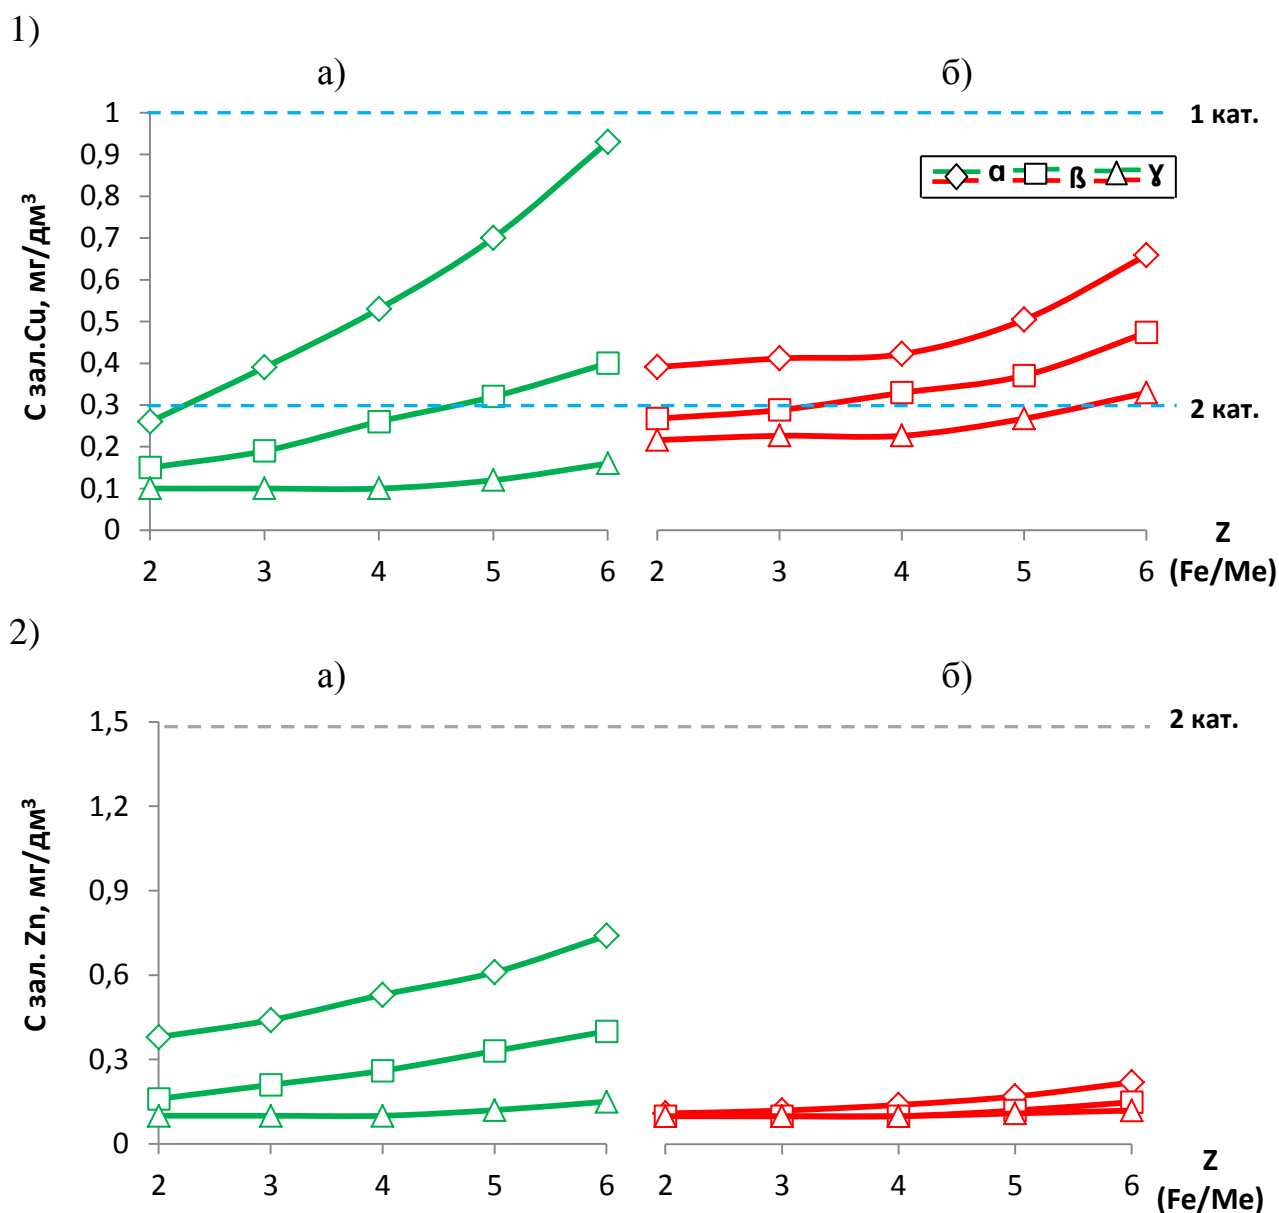 1)
а) б)
С зал.Cu, мг/дм³
1
0,9
0,8
0,7
0,6
0,5
0,4
0,3
0,2
0,1
0
1 кат.
α β ɣ
2 кат.
2 3 4 5 6
2 3 4 5 6
Z
(Fe/Me)
2)
а) б)
С зал. Zn, мг/дм³
1,5
1,2
0,9
0,6
0,3
0
2 кат.
2 3 4 5 6
2 3 4 5 6
Z
(Fe/Me)